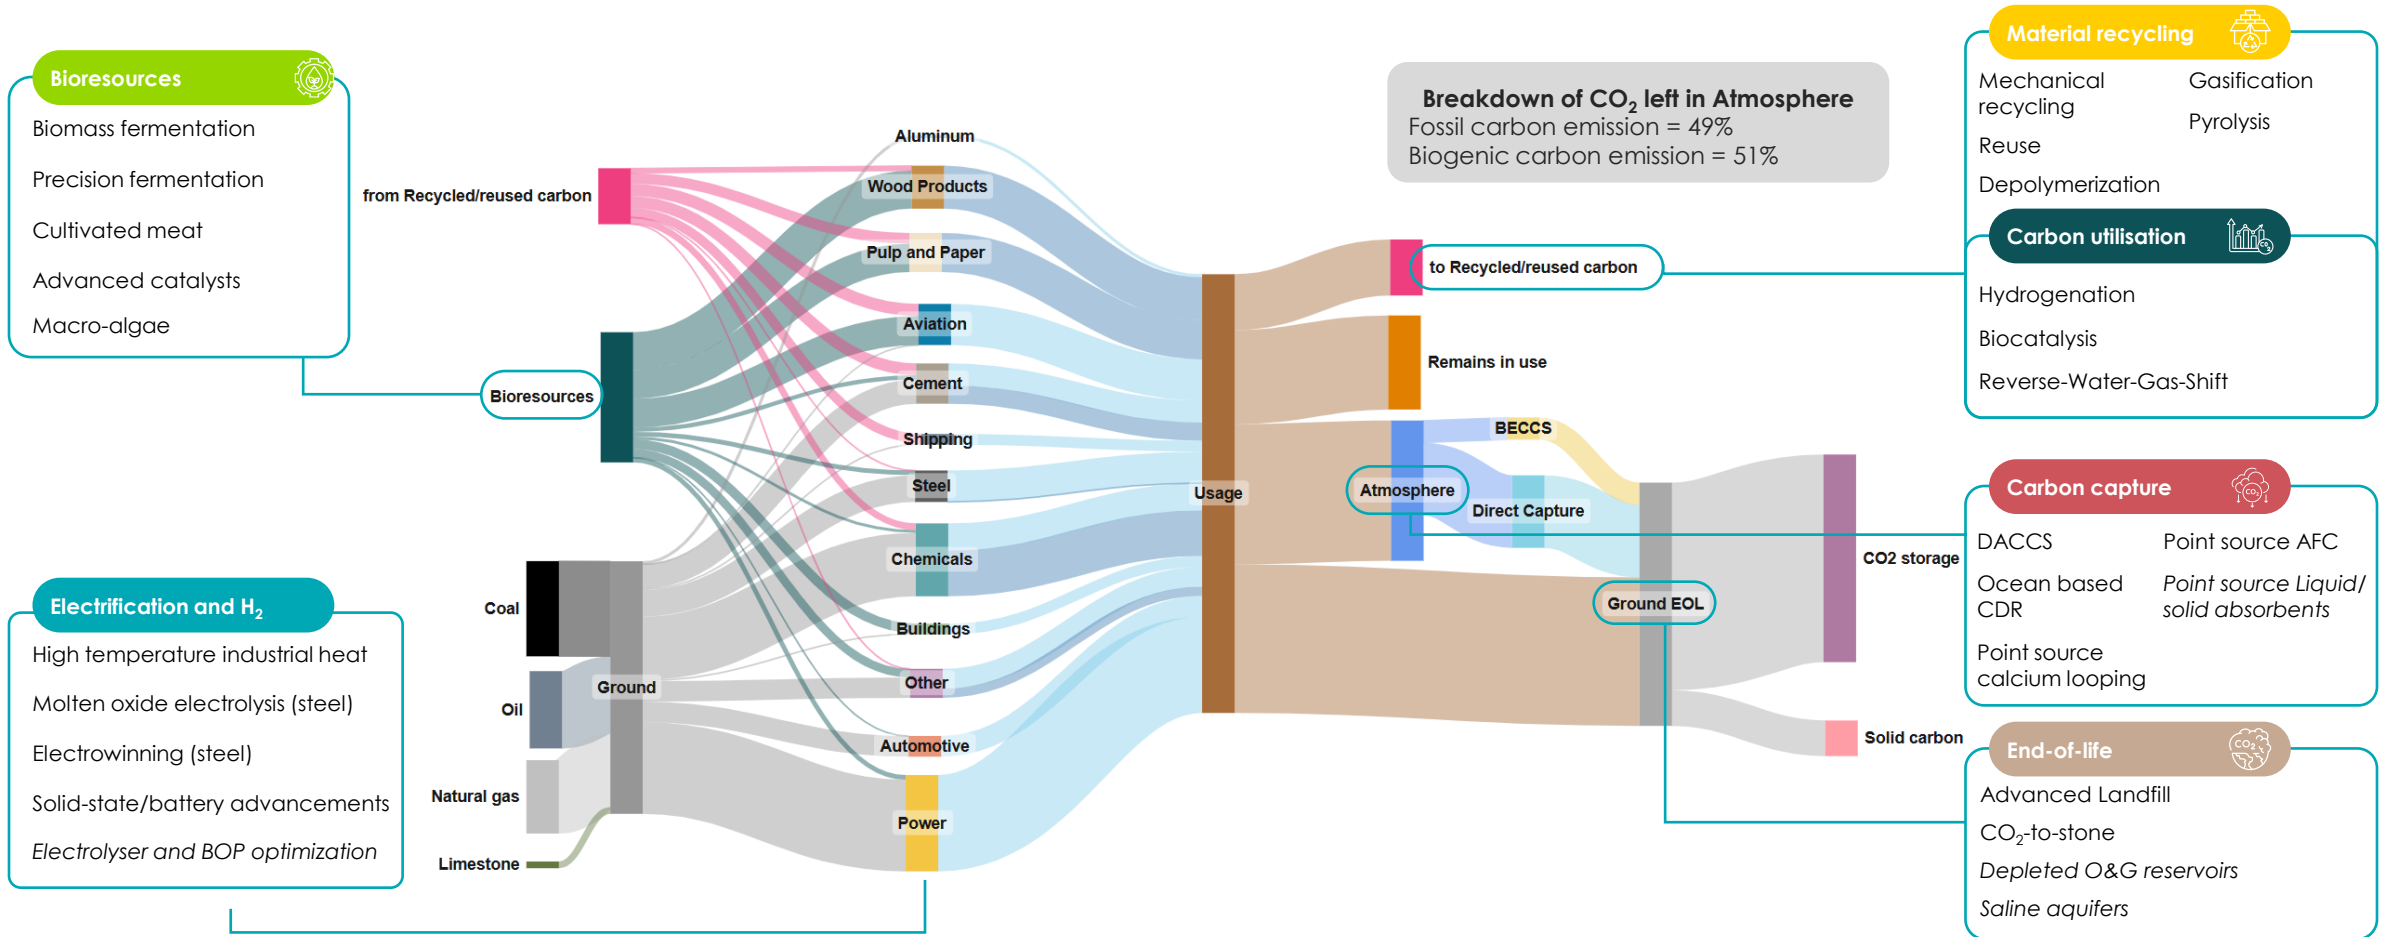 Bioresources
Biomass fermentation
Precision fermentation
Cultivated meat
Advanced catalysts
Macro-algae
Electrification and H2
High temperature industrial heat
Molten oxide electrolysis (steel)
Electrowinning (steel)
Solid-state/battery advancements
Electrolyser and BOP optimization
from Recycled/reused carbon
Bioresources
Coal
Oil
Natural gas
Limestone
Ground
Aluminum
Wood Products
Pulp and Paper
Aviation
Cement
Shipping
Steel
Chemicals
Buildings
Other
Automotive
Power
Usage
Breakdown of CO2 left in Atmosphere
Fossil carbon emission = 49%
Biogenic carbon emission = 51%
to Recycled/reused carbon
Remains in use
Atmosphere
BECCS
Direct Capture
Ground EOL
CO2 storage
Solid carbon
Material recycling
Mechanical
recycling
Reuse
Depolymerization
Gasification
Pyrolysis
Carbon utilisation
CO2
Hydrogenation
Biocatalysis
Reverse-Water-Gas-Shift
Carbon capture
CO2
DACCS
Ocean based
CDR
Point source
calcium looping
Point source AFC
Point source Liquid/
solid absorbents
End-of-life
CO2
Advanced Landfill
CO2-to-stone
Depleted O&G reservoirs
Saline aquifers